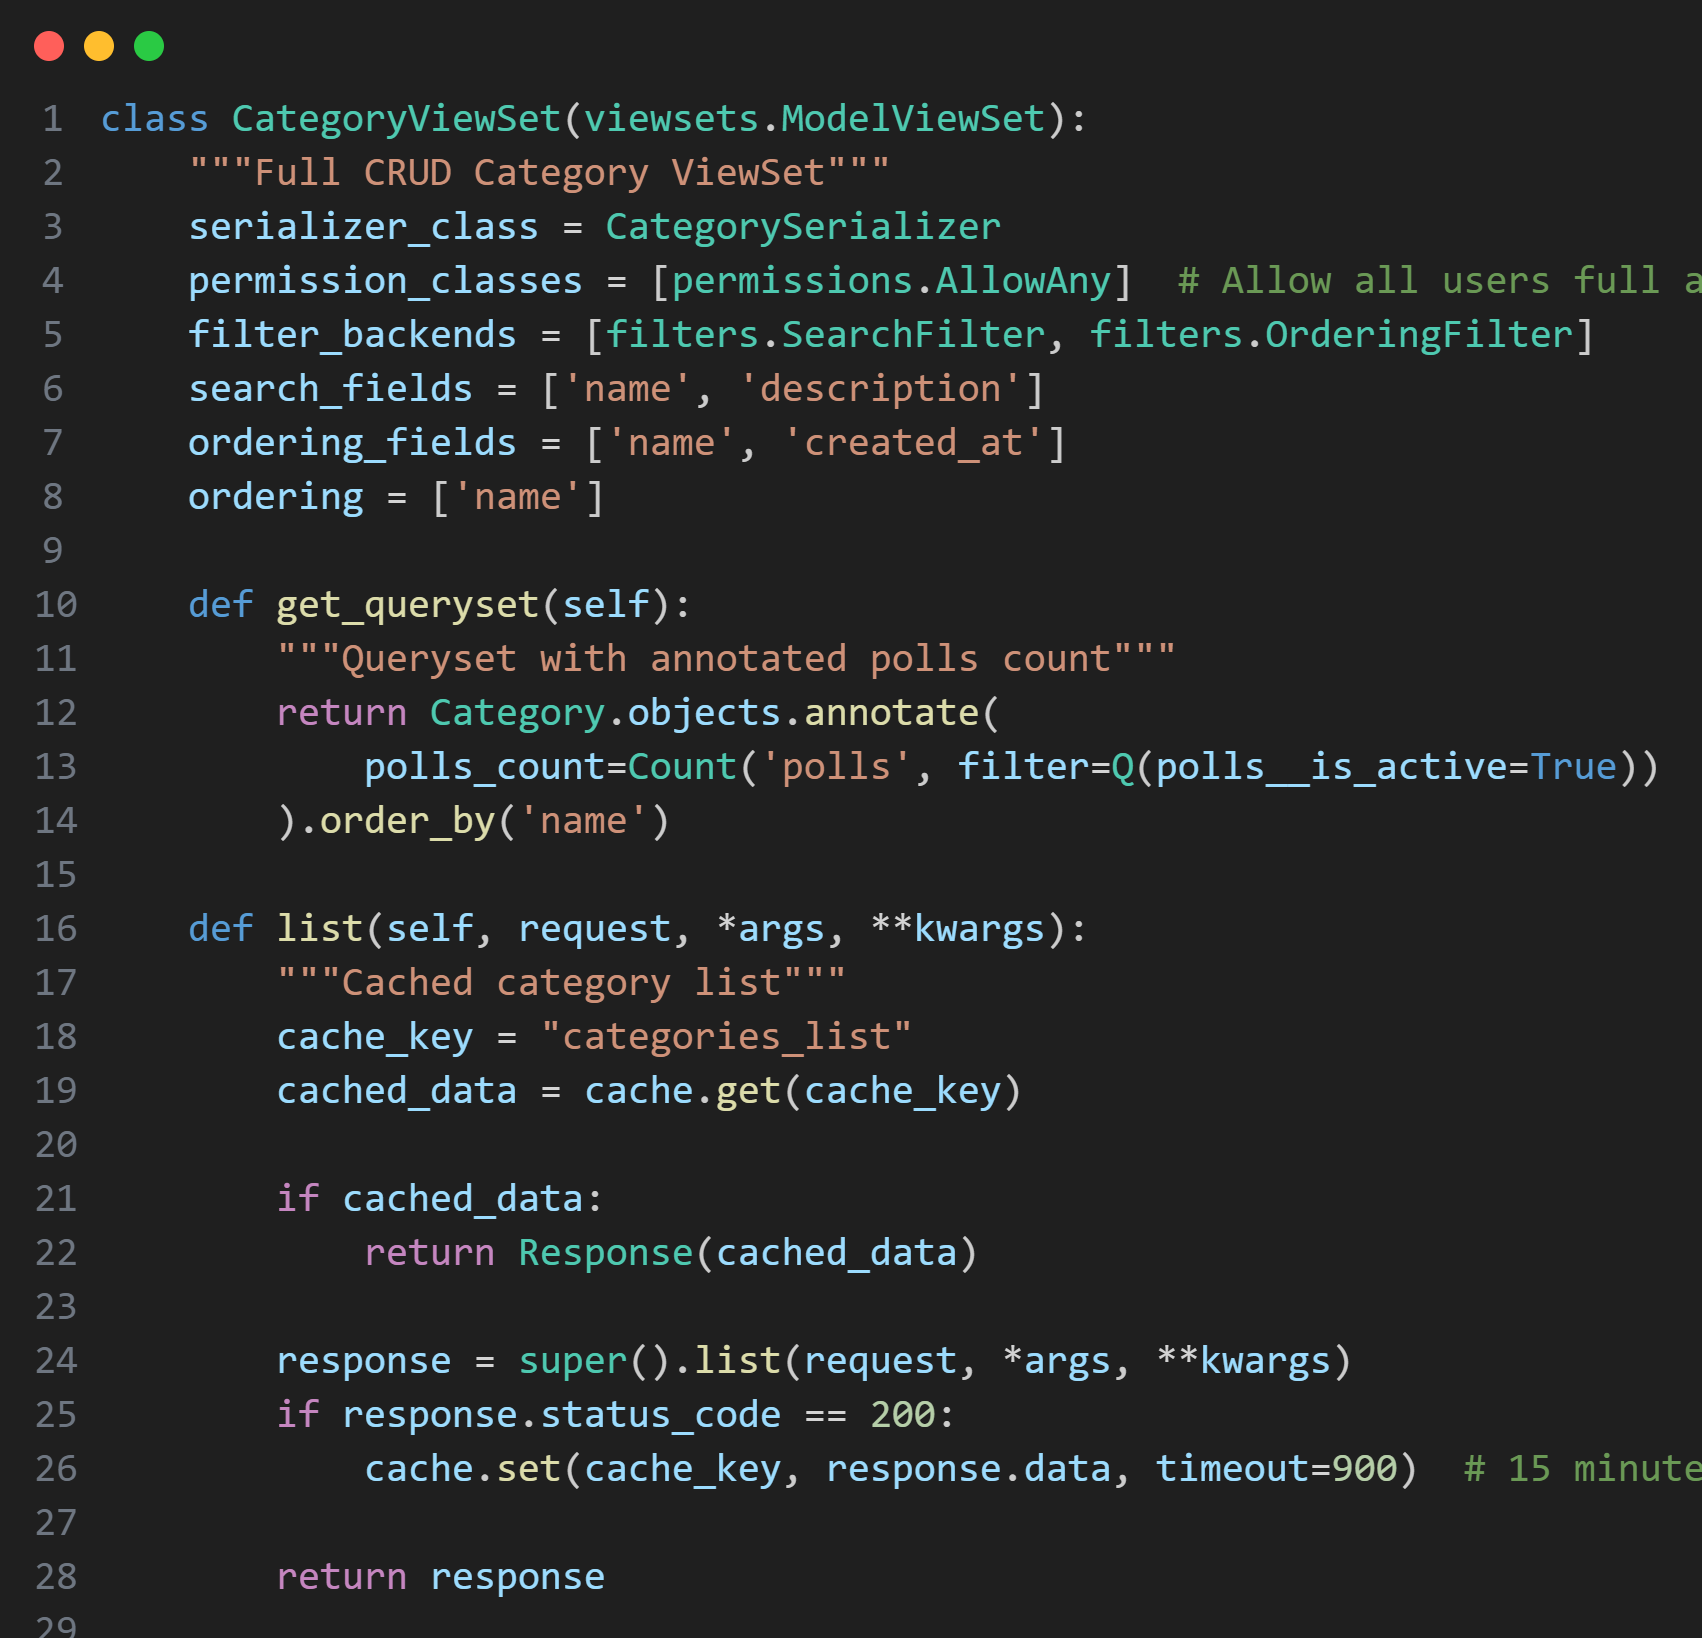 1 class CategoryViewSet(viewsets.ModelViewSet):
2     """Full CRUD Category ViewSet"""
3     serializer_class = CategorySerializer
4     permission_classes = [permissions.AllowAny]  # Allow all users full a
5     filter_backends = [filters.SearchFilter, filters.OrderingFilter]
6     search_fields = ['name', 'description']
7     ordering_fields = ['name', 'created_at']
8     ordering = ['name']
9
10     def get_queryset(self):
11         """Queryset with annotated polls count"""
12         return Category.objects.annotate(
13             polls_count=Count('polls', filter=Q(polls__is_active=True))
14         ).order_by('name')
15
16     def list(self, request, *args, **kwargs):
17         """Cached category list"""
18         cache_key = "categories_list"
19         cached_data = cache.get(cache_key)
20
21         if cached_data:
22             return Response(cached_data)
23
24         response = super().list(request, *args, **kwargs)
25         if response.status_code == 200:
26             cache.set(cache_key, response.data, timeout=900)  # 15 minute
27
28         return response
29